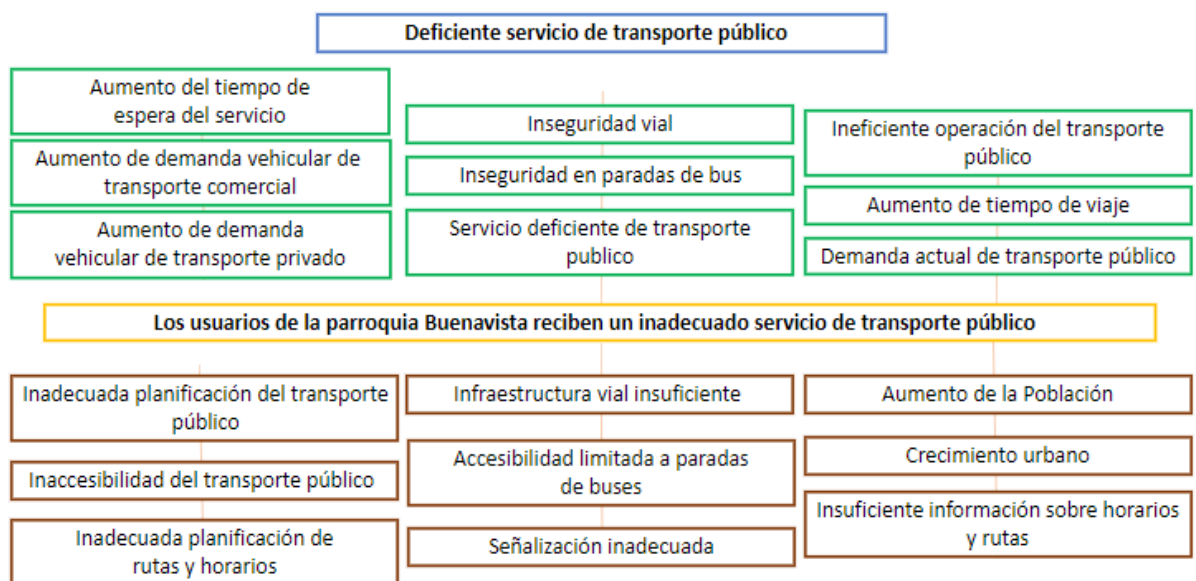 Deficiente servicio de transporte público
Aumento del tiempo de
espera del servicio
Aumento de demanda vehicular de
transporte comercial
Aumento de demanda
vehicular de transporte privado
Inseguridad vial
Inseguridad en paradas de bus
Servicio deficiente de transporte
publico
Ineficiente operación del transporte
público
Aumento de tiempo de viaje
Demanda actual de transporte público
Los usuarios de la parroquia Buenavista reciben un inadecuado servicio de transporte público
Inadecuada planificación del transporte
público
Inaccesibilidad del transporte público
Inadecuada planificación de
rutas y horarios
Infraestructura vial insuficiente
Accesibilidad limitada a paradas
de buses
Señalización inadecuada
Aumento de la Población
Crecimiento urbano
Insuficiente información sobre horarios
y rutas